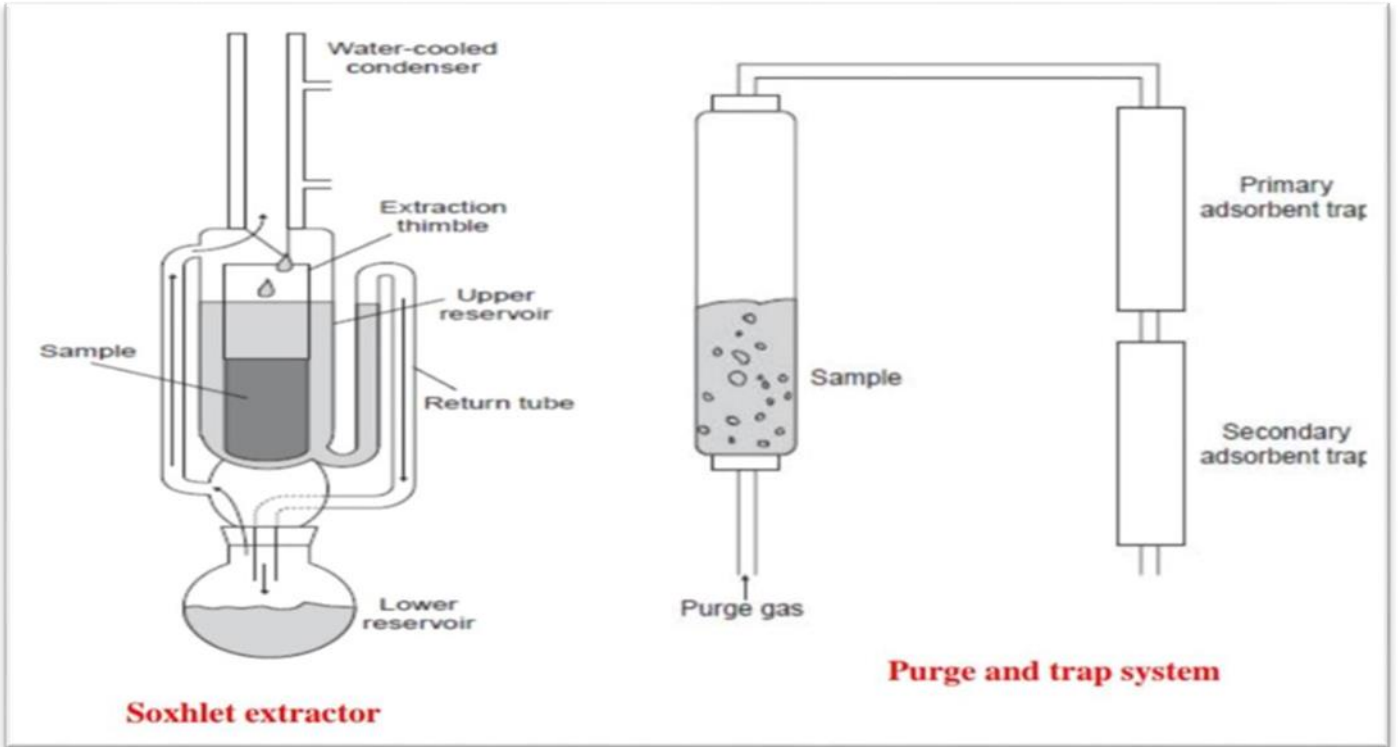 Water-cooled
condenser
Extraction
thimble
Upper
reservoir
Sample
Return tube
Lower
reservoir
Soxhlet extractor
Primary
adsorbent trap
Sample
Secondary
adsorbent trap
Purge gas
Purge and trap system